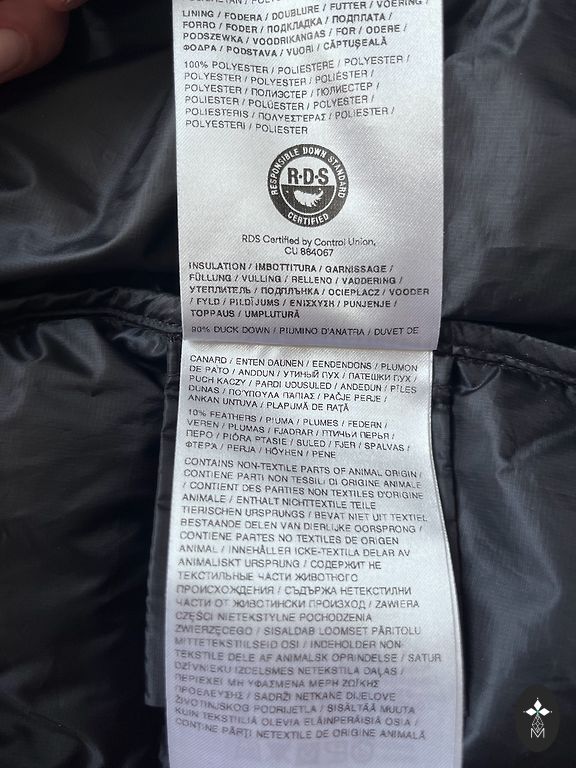 LINING / FODERA / DOUBLURE / FUTTER / VOERING /
FORRO / FODER / ПОДКЛАДКА / ПОДПЛАТА /
PODSZEWKA / VOODRIKANGAS / FOR / ODERE /
ΦΟΔΡΑ / PODSTAVA / VUORI / CĂPTUŞEALĂ
100% POLYESTER / POLIESTERE / POLYESTER /
POLYESTER / POLYESTER / POLIÉSTER /
POLYESTER / ПОЛИЭСТЕР / ПОЛИЕСТЕР /
POLIESTER / POLÜESTER / POLYESTER /
POLIESTERIS / ΠΟΛΥΕΣΤΕΡΑΣ / POLIESTER /
POLYESTERI / POLIESTER
RESPONSIBLE DOWN STANDARD
R·D·S
CERTIFIED
RDS Certified by Control Union,
CU 884067
INSULATION / IMBOTTITURA / GARNISSAGE /
FÜLLUNG / VULLING / RELLENO / VADDERING /
УТЕПЛИТЕЛЬ / ПОДПЛЪНКА / OCIEPLACZ / VOODER
/ FYLD / PILDĪJUMS / ΕΝΙΣΧΥΣΗ / PUNJENJE /
TOPPAUS / UMPLUTURĂ
90% DUCK DOWN / PIUMINO D'ANATRA / DUVET DE
CANARD / ENTEN DAUNEN / EENDENDONS / PLUMON
DE PATO / ANDDUN / УТИНЫЙ ПУХ / ПАТЕШКИ ПУХ /
PUCH KACZY / PARDI UDUSULED / ANDEDUN / PĪLES
DŪNAS / ΠΟΥΠΟΥΛΑ ΠΑΠΙΑΣ / PAČJE PERJE /
ANKAN UNTUVA / PLAPUMĂ DE RAŢĂ
10% FEATHERS / PIUMA / PLUMES / FEDERN /
VEREN / PLUMAS / FJÄDRAR / ПТИЧЬИ ПЕРЬЯ /
ПЕРО / PIÓRA PTASIE / SULED / FJER / SPALVAS /
ΦΤΕΡΑ / PERJA / HÖYHEN / PENE
CONTAINS NON-TEXTILE PARTS OF ANIMAL ORIGIN /
CONTIENE PARTI NON TESSILI DI ORIGINE ANIMALE
/ CONTIENT DES PARTIES NON TEXTILES D'ORIGINE
ANIMALE / ENTHÄLT NICHTTEXTILE TEILE
TIERISCHEN URSPRUNGS / BEVAT NIET UIT TEXTIEL
BESTAANDE DELEN VAN DIERLIJKE OORSPRONG /
CONTIENE PARTES NO TEXTILES DE ORIGEN
ANIMAL / INNEHÅLLER ICKE-TEXTILA DELAR AV
ANIMALISKT URSPRUNG / СОДЕРЖИТ НЕ
ТЕКСТИЛЬНЫЕ ЧАСТИ ЖИВОТНОГО
ПРОИСХОЖДЕНИЯ / СЪДЪРЖА НЕТЕКСТИЛНИ
ЧАСТИ ОТ ЖИВОТИНСКИ ПРОИЗХОД / ZAWIERA
CZĘŚCI NIETEKSTYLNE POCHODZENIA
ZWIERZĘCEGO / SISALDAB LOOMSET PÄRITOLU
MITTETEKSTIILSEID OSI / INDEHOLDER NON-
TEKSTILE DELE AF ANIMALSK OPRINDELSE / SATUR
DZĪVNIEKU IZCELSMES NETEKSTILA DAĻAS /
ΠΕΡΙΕΧΕΙ ΜΗ ΥΦΑΣΜΕΝΑ ΜΕΡΗ ΖΩΙΚΗΣ
ΠΡΟΕΛΕΥΣΗΣ / SADRŽI NETKANE DIJELOVE
ŽIVOTINJSKOG PODRIJETLA / SISÄLTÄÄ MUUTA
KUIN TEKSTIILIÄ OLEVIA ELÄINPERÄISIÄ OSIA /
CONŢINE PĂRŢI NETEXTILE DE ORIGINE ANIMALĂ
M